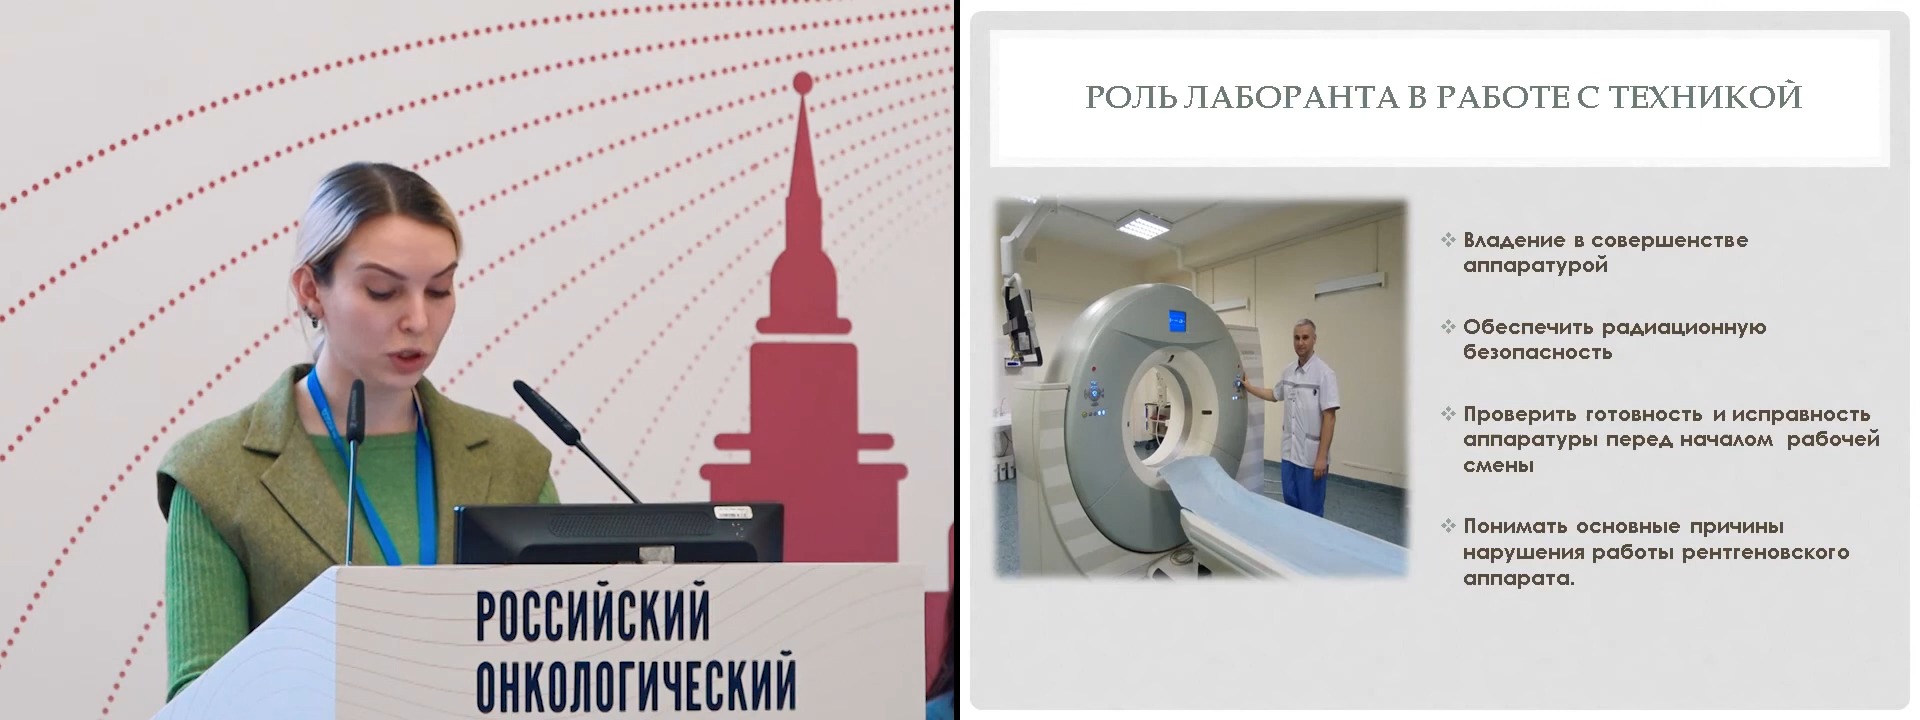 РОССИЙСКИЙ
ОНКОЛОГИЧЕСКИЙ
РОЛЬ ЛАБОРАНТА В РАБОТЕ С ТЕХНИКОЙ
Владение в совершенстве
аппаратурой
Обеспечить радиационную
безопасность
Проверить готовность и исправность
аппаратуры перед началом рабочей
смены
Понимать основные причины
нарушения работы рентгеновского
аппарата.